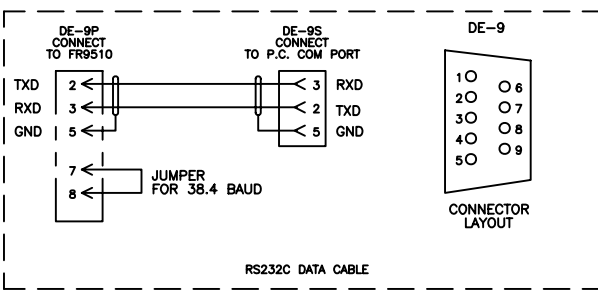 DE-9P
CONNECT
TO FR9510
DE-9S
CONNECT
TO P.C. COM PORT
DE-9
TXD 2 3 RXD
RXD 3 2 TXD
GND 5 5 GND
7
8
JUMPER
FOR 38.4 BAUD
1 6
2 7
3 8
4 9
5
CONNECTOR
LAYOUT
RS232C DATA CABLE